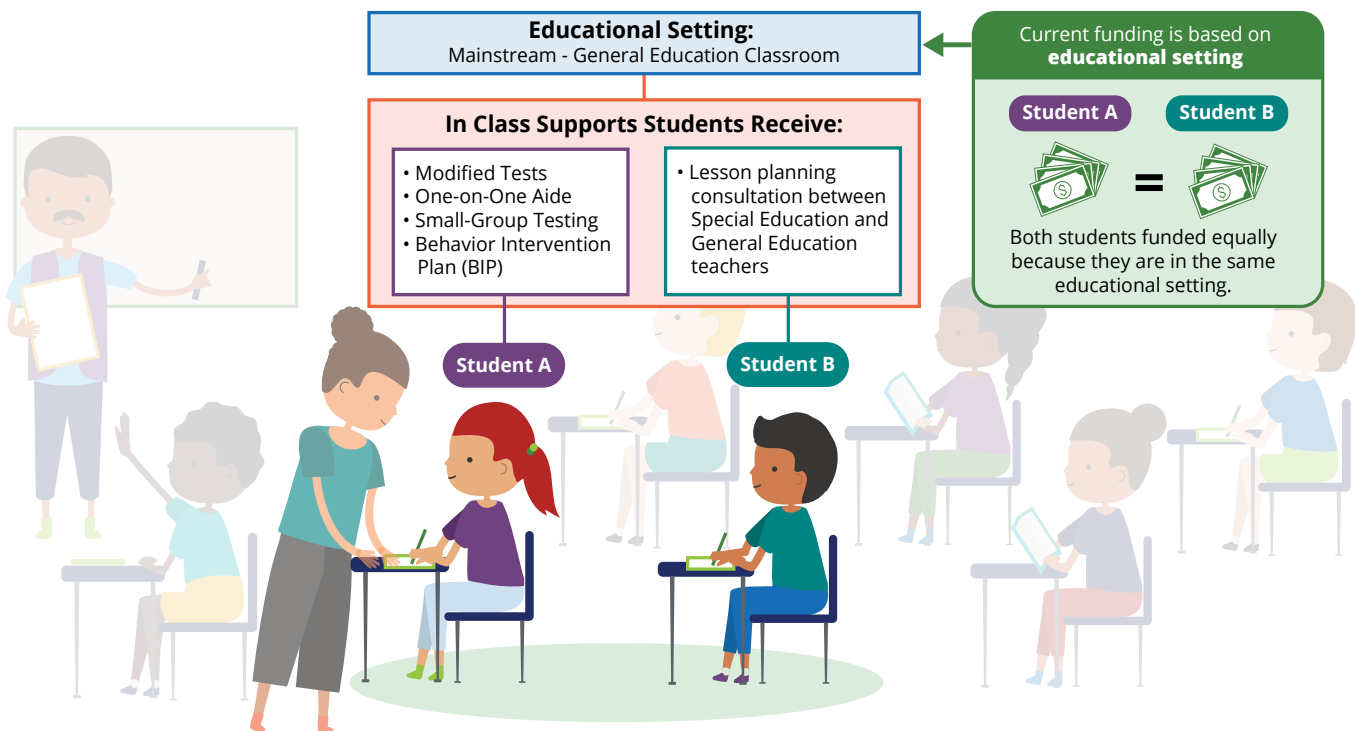 Educational Setting:
Mainstream - General Education Classroom
In Class Supports Students Receive:
• Modified Tests
• One-on-One Aide
• Small-Group Testing
• Behavior Intervention
Plan (BIP)
• Lesson planning
consultation between
Special Education and
General Education
teachers
Student A
Student B
Current funding is based on
educational setting
Student A
Student B
$
=
$
Both students funded equally
because they are in the same
educational setting.